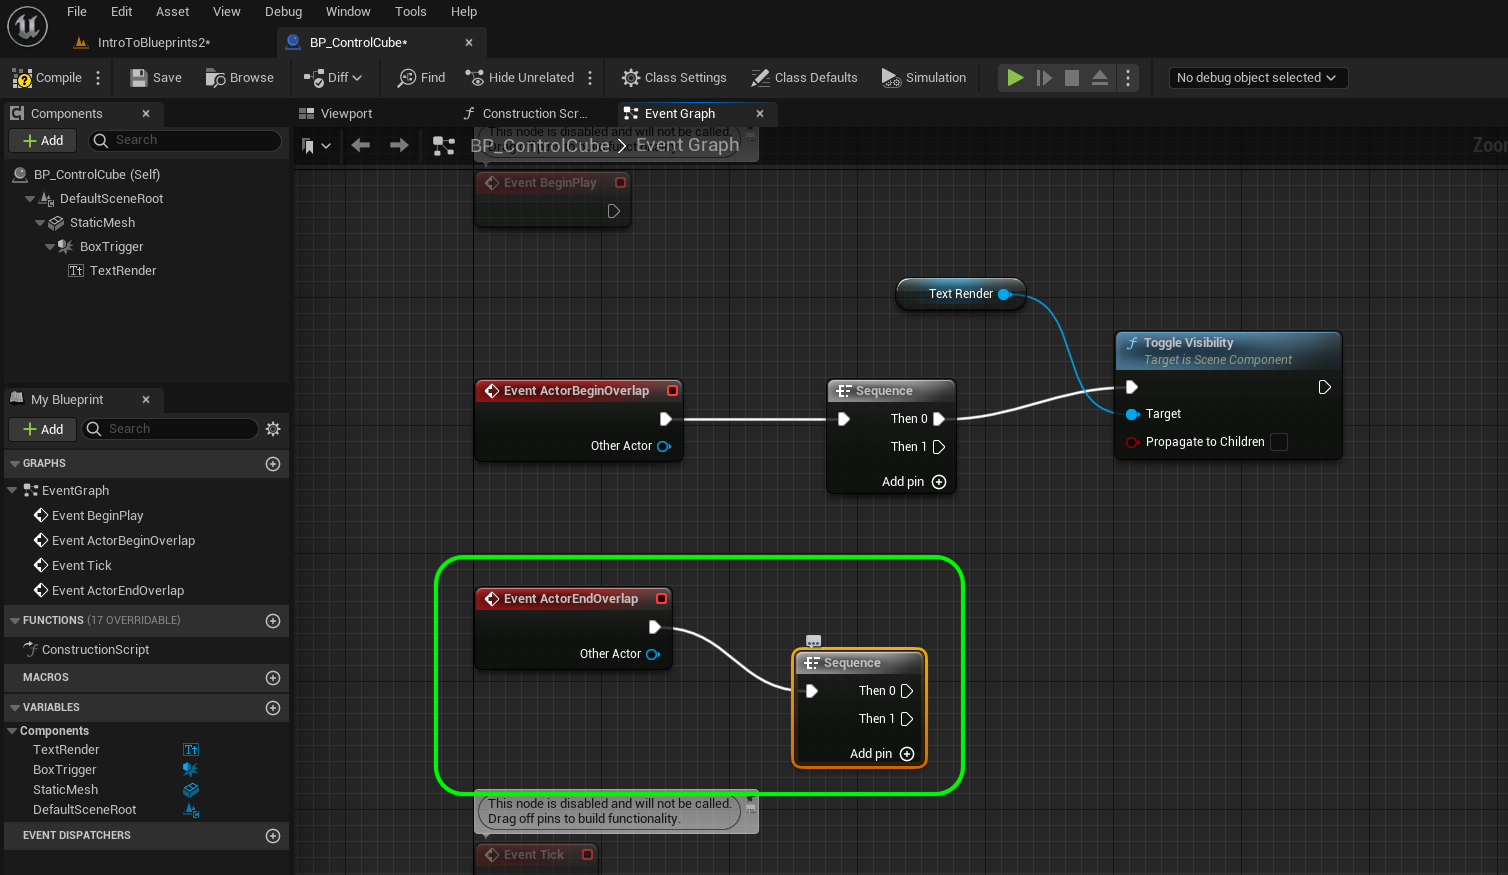 File Edit Asset View Debug Window Tools Help
IntroToBlueprints2*
BP_ControlCube*
Compile Save Browse Diff Find Hide Unrelated Class Settings Class Defaults Simulation No debug object selected
Components
Add Search
BP_ControlCube (Self)
DefaultSceneRoot
StaticMesh
BoxTrigger
Tt TextRender
My Blueprint
Add Search
GRAPHS
EventGraph
Event BeginPlay
Event ActorBeginOverlap
Event Tick
Event ActorEndOverlap
FUNCTIONS (17 OVERRIDABLE)
ConstructionScript
MACROS
VARIABLES
Components
TextRender Tt
BoxTrigger
StaticMesh
DefaultSceneRoot
EVENT DISPATCHERS
Viewport
Construction Scr...
Event Graph
This node is disabled and will not be called.
BP_ControlCube > Event Graph
Zoo
Event BeginPlay
Text Render
Toggle Visibility
Target is Scene Component
Target
Propagate to Children
Event ActorBeginOverlap
Other Actor
Sequence
Then 0
Then 1
Add pin
Event ActorEndOverlap
Other Actor
Sequence
Then 0
Then 1
Add pin
This node is disabled and will not be called.
Drag off pins to build functionality.
Event Tick